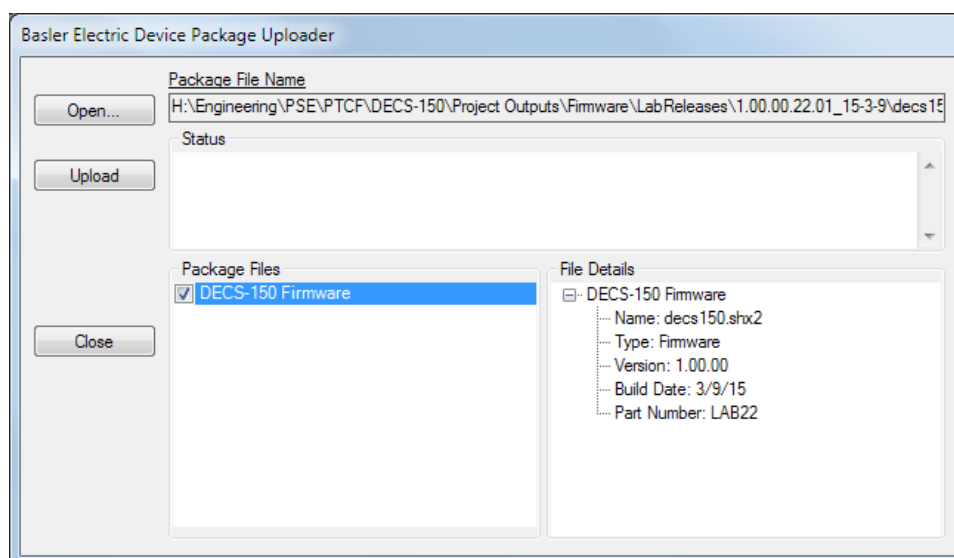 Basler Electric Device Package Uploader
Package File Name
Open...
H:\Engineering\PSE\PTCF\DECS-150\Project Outputs\Firmware\LabReleases\1.00.00.22.01_15-3-9\decs15
Status
Upload
Package Files
DECS-150 Firmware
Close
File Details
DECS-150 Firmware
Name: decs150.shx2
Type: Firmware
Version: 1.00.00
Build Date: 3/9/15
Part Number: LAB22